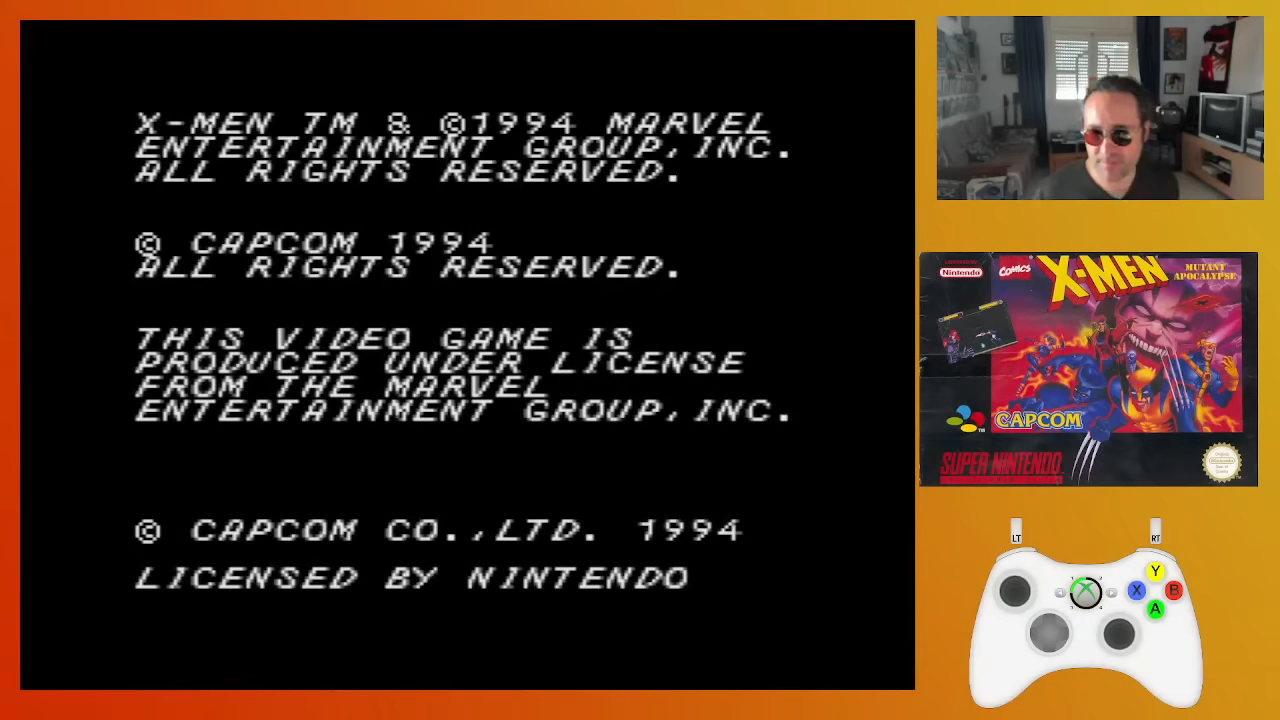 X-MEN TM & ©1994 MARVEL
ENTERTAINMENT GROUP,INC.
ALL RIGHTS RESERVED.
© CAPCOM 1994
ALL RIGHTS RESERVED.
THIS VIDEO GAME IS
PRODUCED UNDER LICENSE
FROM THE MARVEL
ENTERTAINMENT GROUP,INC.
© CAPCOM CO.,LTD. 1994
LICENSED BY NINTENDO
Nintendo
COMICS
X-MEN
MUTANT
APOCALYPSE
CAPCOM
SUPER NINTENDO
LT
RT
Y
X
B
A